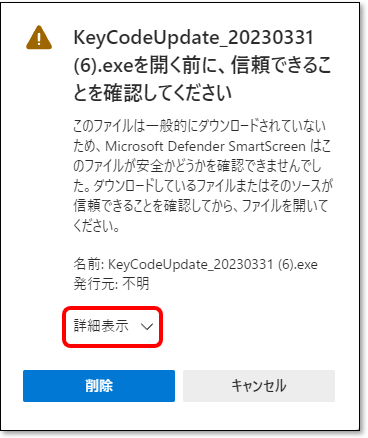 KeyCodeUpdate_20230331
(6).exeを開く前に、信頼できるこ
とを確認してください
このファイルは一般的にダウンロードされていない
ため、Microsoft Defender SmartScreen はこ
のファイルが安全かどうかを確認できませんでし
た。ダウンロードしているファイルまたはそのソースが
信頼できることを確認してから、ファイルを開いて
ください。
名前: KeyCodeUpdate_20230331 (6).exe
発行元: 不明
詳細表示
削除
キャンセル